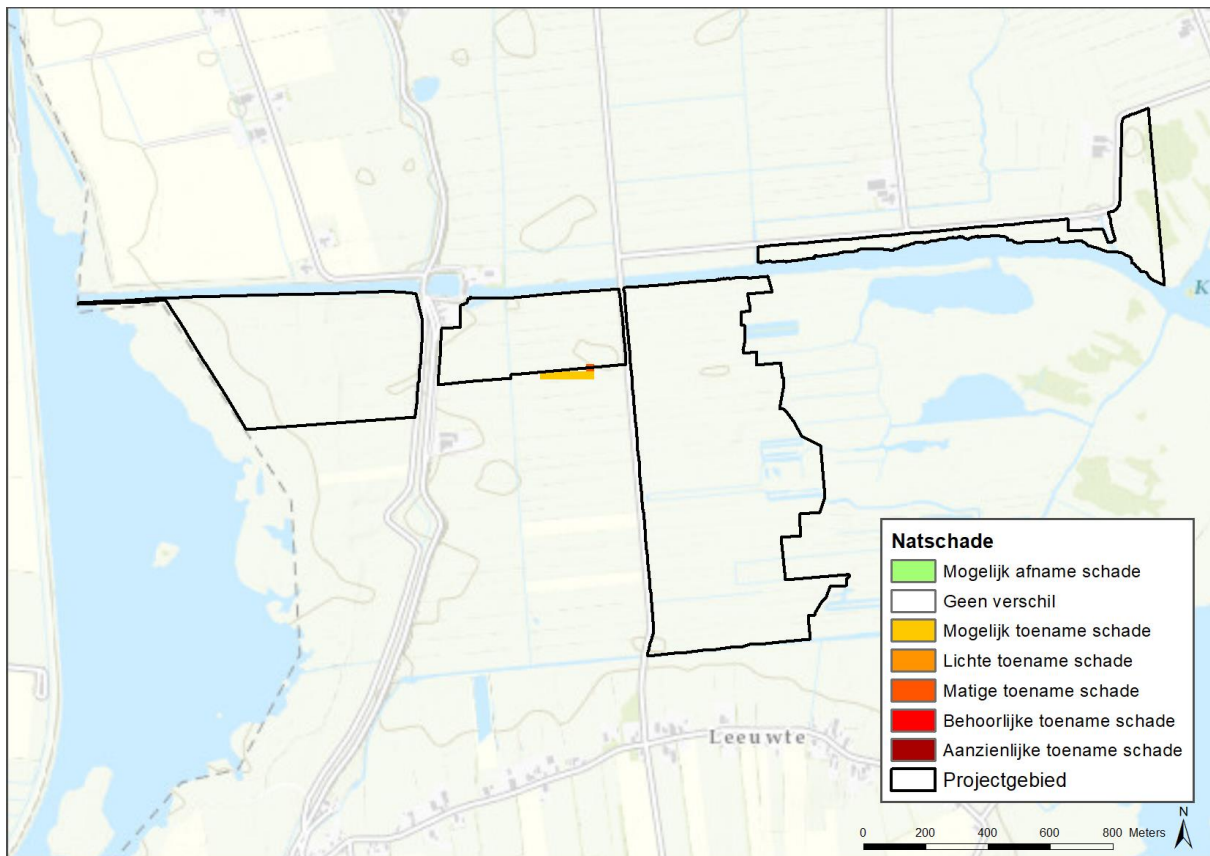 K
Leeuwte
Natschade
Mogelijk afname schade
Geen verschil
Mogelijk toename schade
Lichte toename schade
Matige toename schade
Behoorlijke toename schade
Aanzienlijke toename schade
Projectgebied
0 200 400 600 800 Meters
N